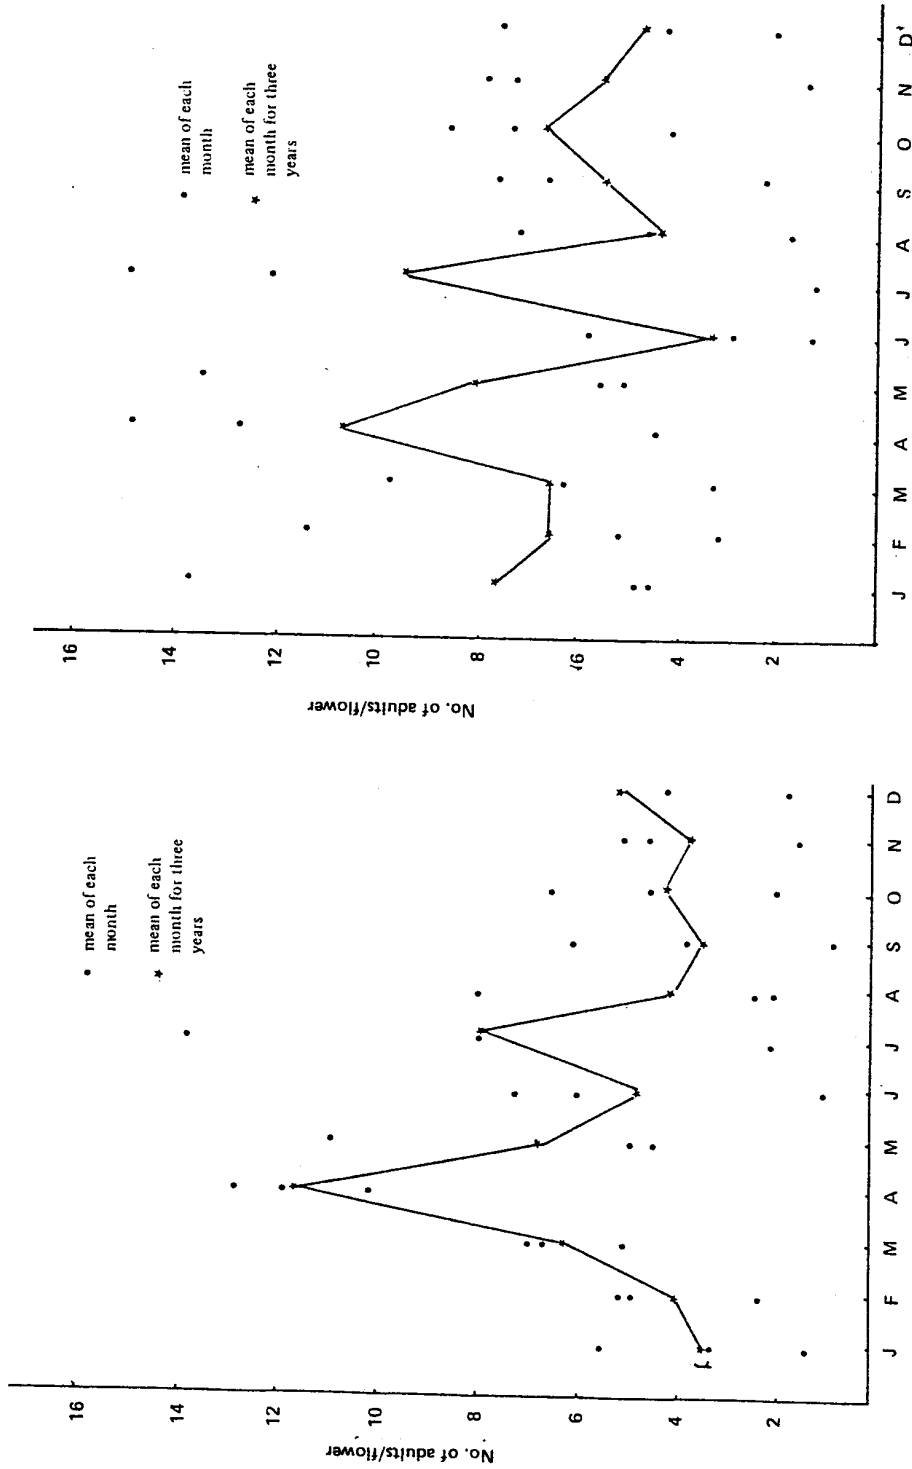 No. of adults/flower
16
14
12
10
8
6
4
2
J F M A M J J A S O N D
mean of each
month
mean of each
month for three
years
No. of adults/flower
16
14
12
10
8
6
4
2
J F M A M J J A S O N D
mean of each
month
mean of each
month for three
years